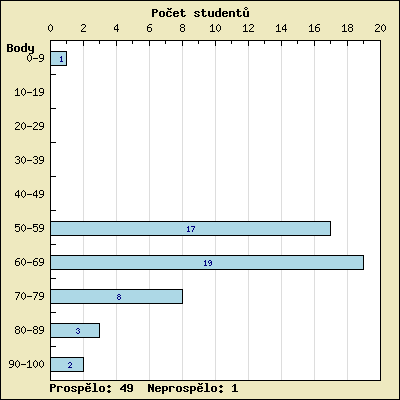 Počet studentů
0 2 4 6 8 10 12 14 16 18 20
Body
0-9 1
10-19
20-29
30-39
40-49
50-59 17
60-69 19
70-79 8
80-89 3
90-100 2
Prospělo: 49 Neprospělo: 1